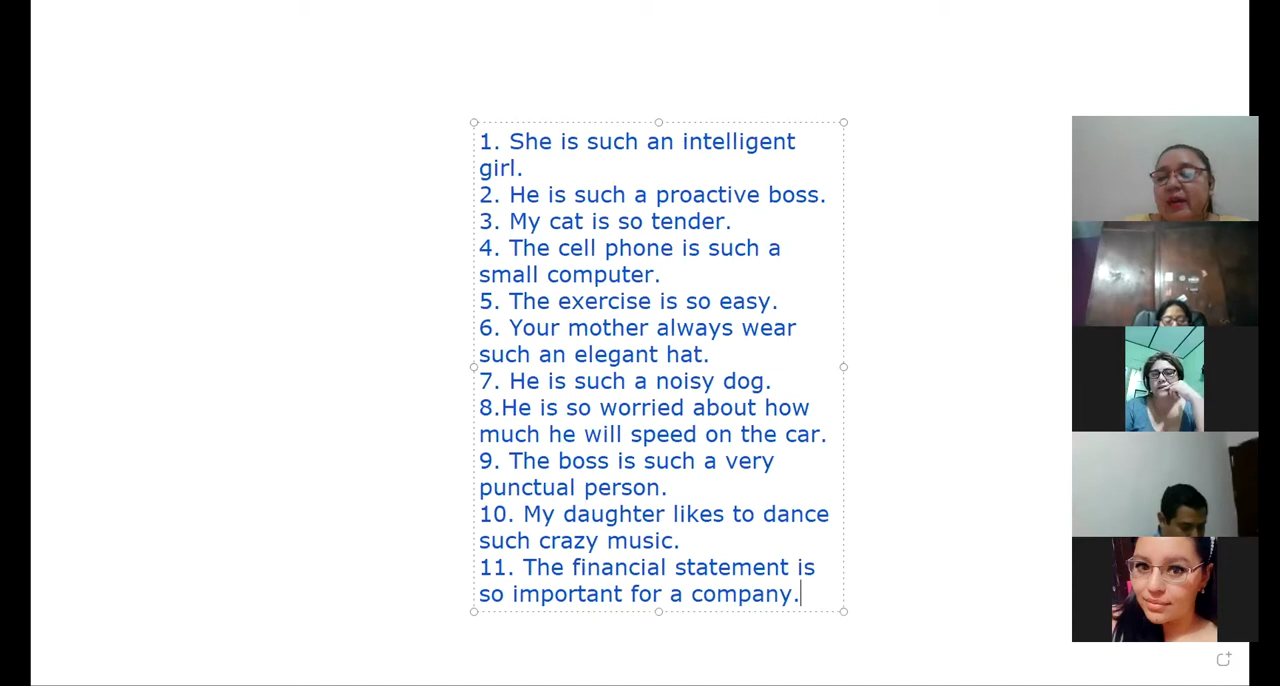 1. She is such an intelligent
girl.
2. He is such a proactive boss.
3. My cat is so tender.
4. The cell phone is such a
small computer.
5. The exercise is so easy.
6. Your mother always wear
such an elegant hat.
7. He is such a noisy dog.
8.He is so worried about how
much he will speed on the car.
9. The boss is such a very
punctual person.
10. My daughter likes to dance
such crazy music.
11. The financial statement is
so important for a company.